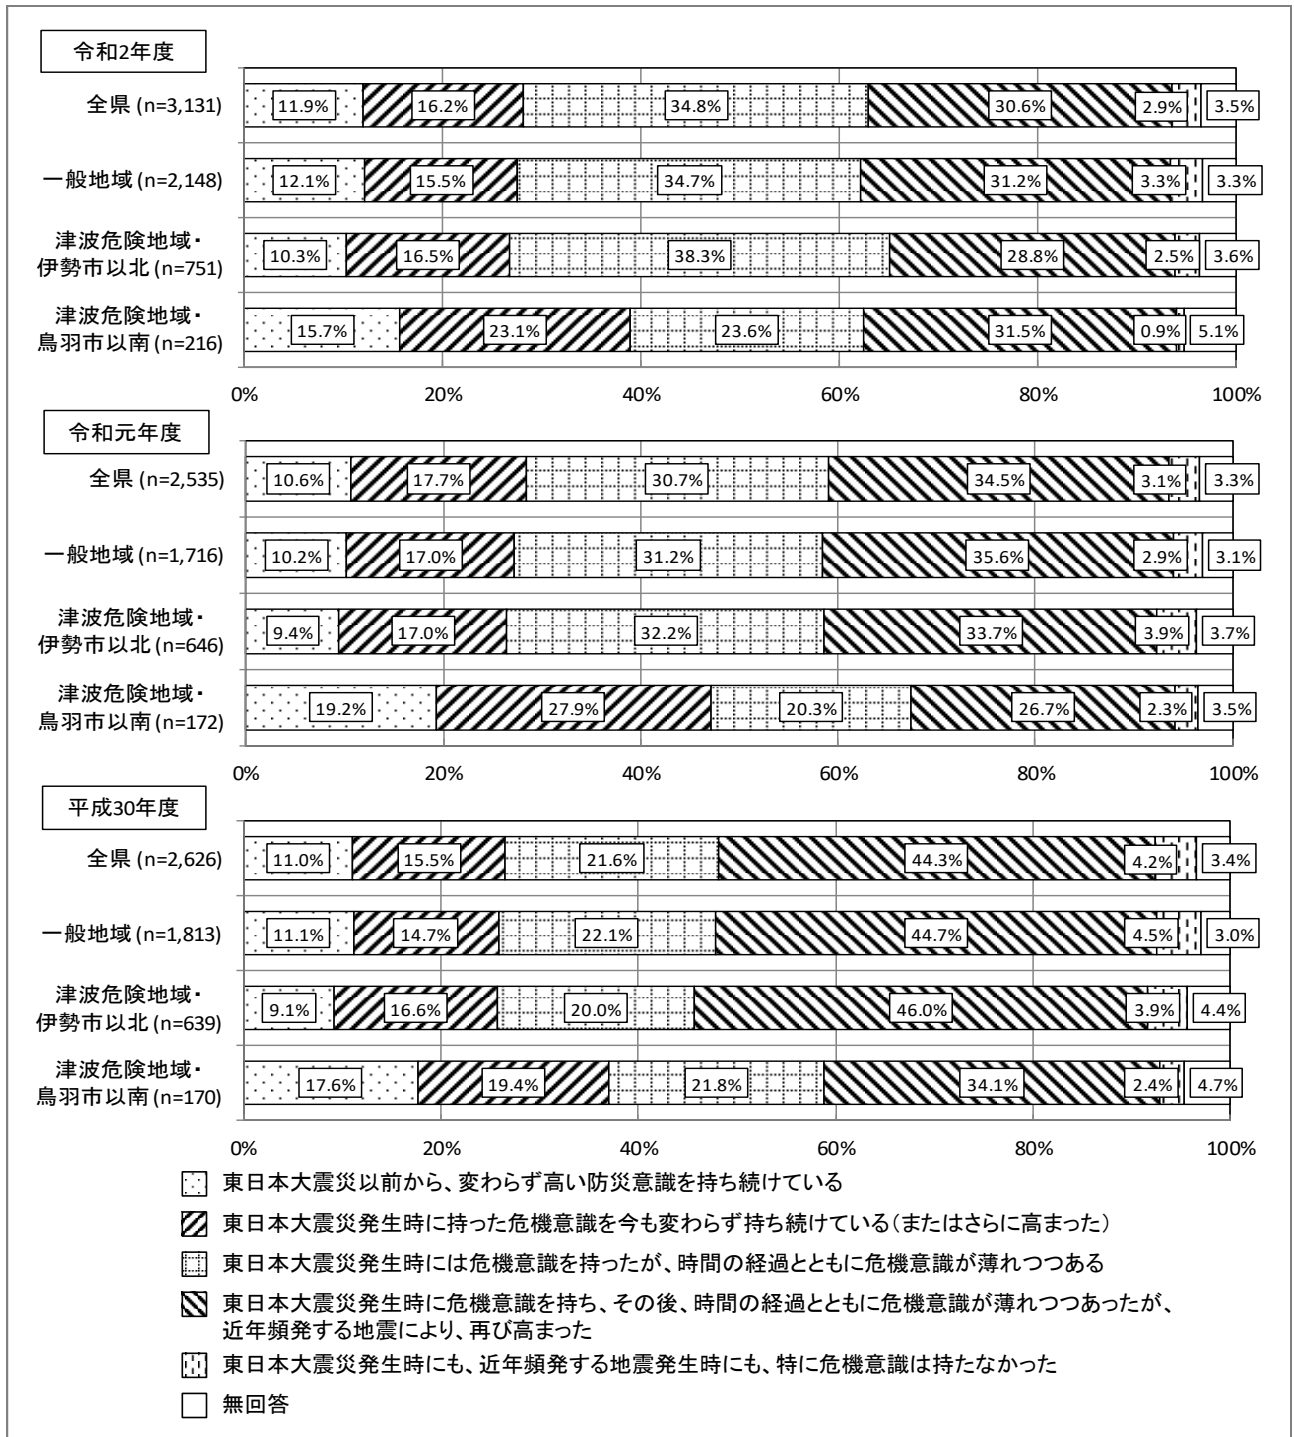 令和2年度
全県 (n=3,131)
11.9% 16.2% 34.8% 30.6% 2.9% 3.5%
一般地域 (n=2,148)
12.1% 15.5% 34.7% 31.2% 3.3% 3.3%
津波危険地域・
伊勢市以北 (n=751)
10.3% 16.5% 38.3% 28.8% 2.5% 3.6%
津波危険地域・
鳥羽市以南 (n=216)
15.7% 23.1% 23.6% 31.5% 0.9% 5.1%
0% 20% 40% 60% 80% 100%
令和元年度
全県 (n=2,535)
10.6% 17.7% 30.7% 34.5% 3.1% 3.3%
一般地域 (n=1,716)
10.2% 17.0% 31.2% 35.6% 2.9% 3.1%
津波危険地域・
伊勢市以北 (n=646)
9.4% 17.0% 32.2% 33.7% 3.9% 3.7%
津波危険地域・
鳥羽市以南 (n=172)
19.2% 27.9% 20.3% 26.7% 2.3% 3.5%
0% 20% 40% 60% 80% 100%
平成30年度
全県 (n=2,626)
11.0% 15.5% 21.6% 44.3% 4.2% 3.4%
一般地域 (n=1,813)
11.1% 14.7% 22.1% 44.7% 4.5% 3.0%
津波危険地域・
伊勢市以北 (n=639)
9.1% 16.6% 20.0% 46.0% 3.9% 4.4%
津波危険地域・
鳥羽市以南 (n=170)
17.6% 19.4% 21.8% 34.1% 2.4% 4.7%
0% 20% 40% 60% 80% 100%
東日本大震災以前から、変わらず高い防災意識を持ち続けている
東日本大震災発生時に持った危機意識を今も変わらず持ち続けている(またはさらに高まった)
東日本大震災発生時には危機意識を持ったが、時間の経過とともに危機意識が薄れつつある
東日本大震災発生時に危機意識を持ち、その後、時間の経過とともに危機意識が薄れつつあったが、
近年頻発する地震により、再び高まった
東日本大震災発生時にも、近年頻発する地震発生時にも、特に危機意識は持たなかった
無回答